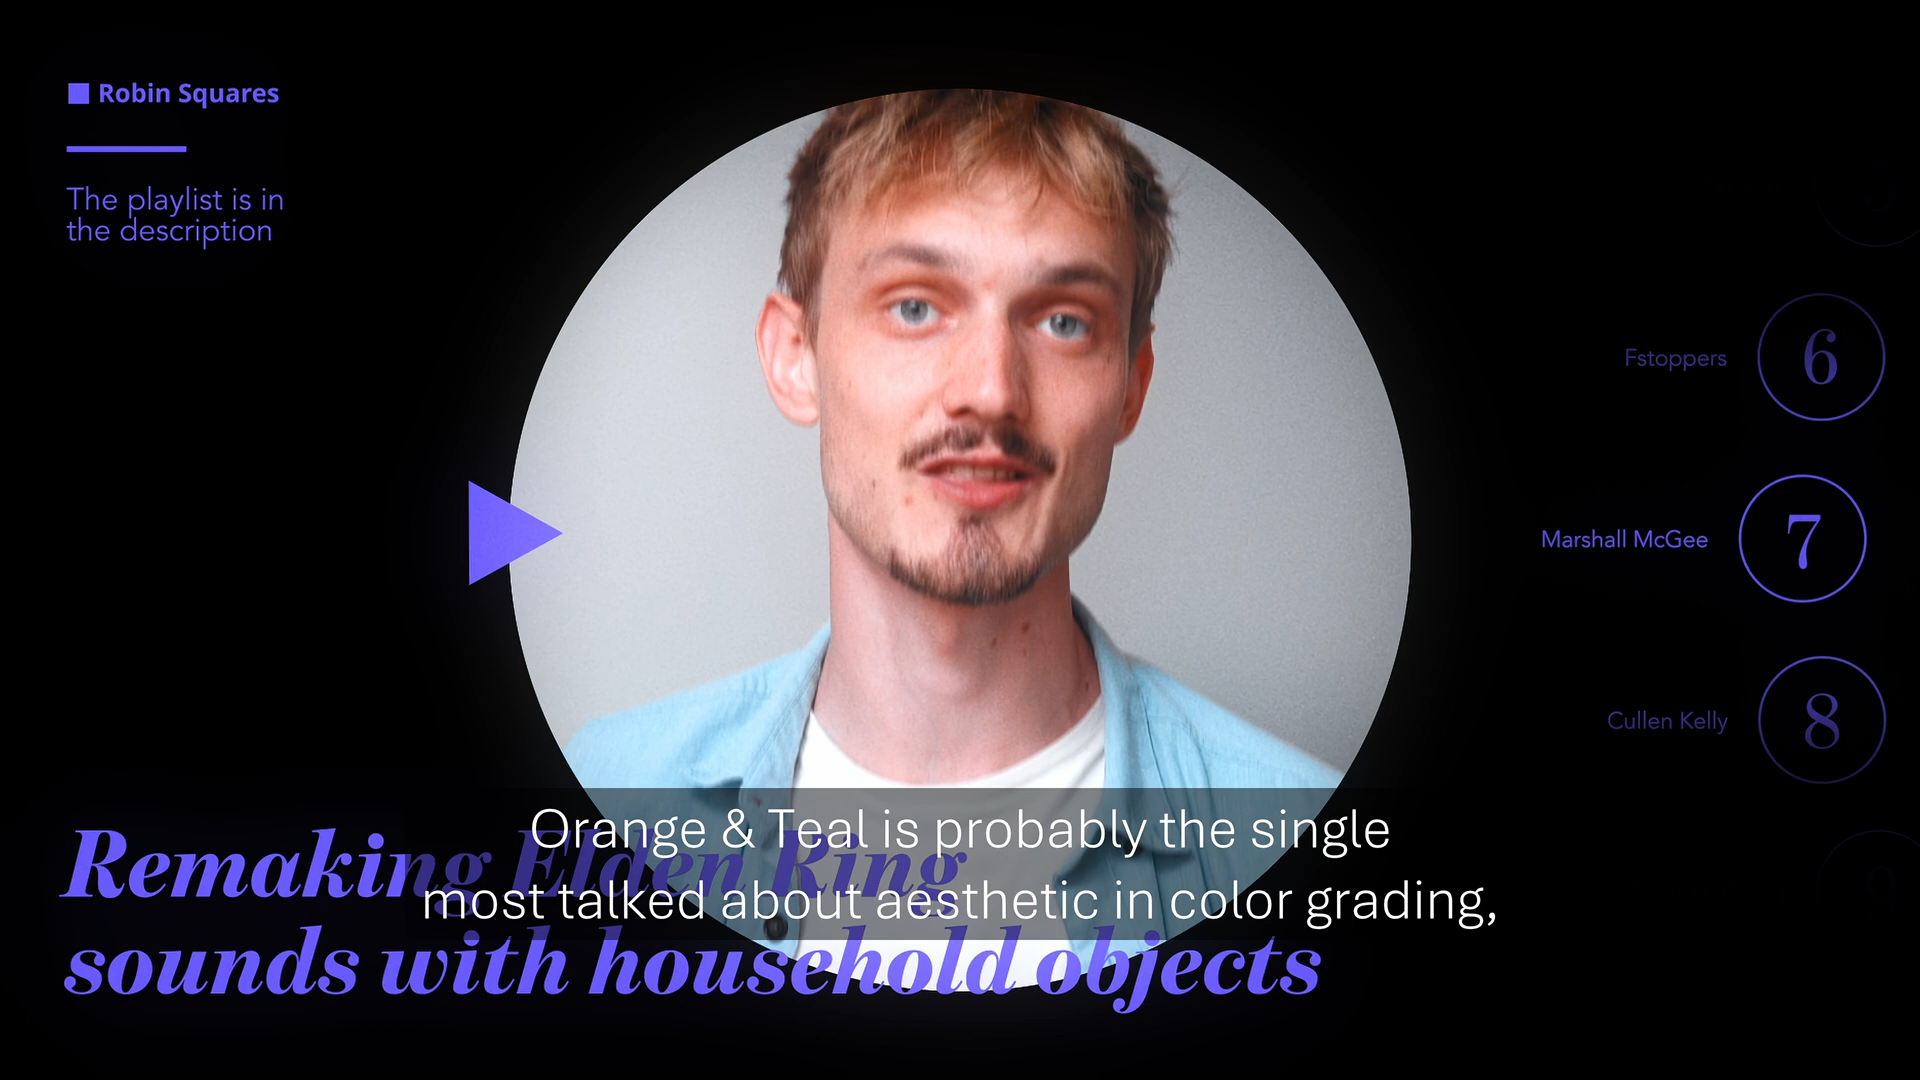 Robin Squares
The playlist is in
the description
Fstoppers
6
Marshall McGee
7
Cullen Kelly
8
Remaking Elden Ring
sounds with household objects
Orange & Teal is probably the single
most talked about aesthetic in color grading,